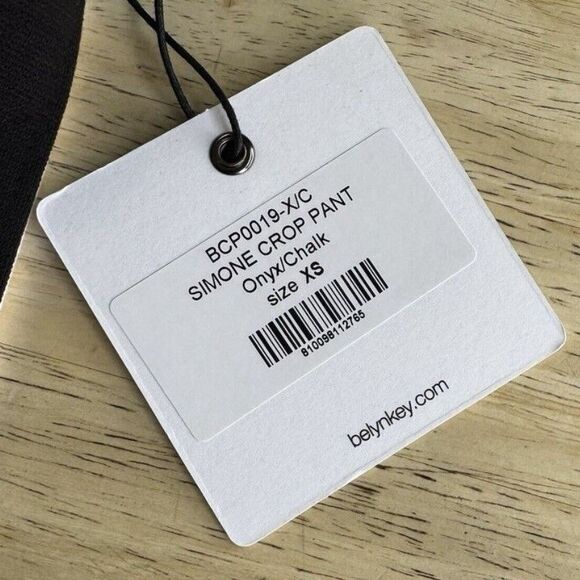 BCP0019-X/C
SIMONE CROP PANT
Onyx/Chalk
size XS
810098112765
belynkey.com